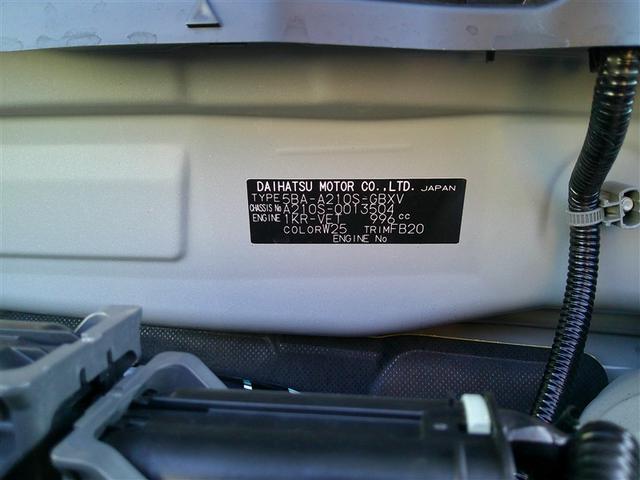 DAIHATSU MOTOR CO.,LTD. JAPAN
TYPE 5BA-A210S-GBXV
CHASSIS No A210S-0013504
ENGINE 1KR-VET 996 cc
COLOR W25 TRIM FB20
ENGINE No